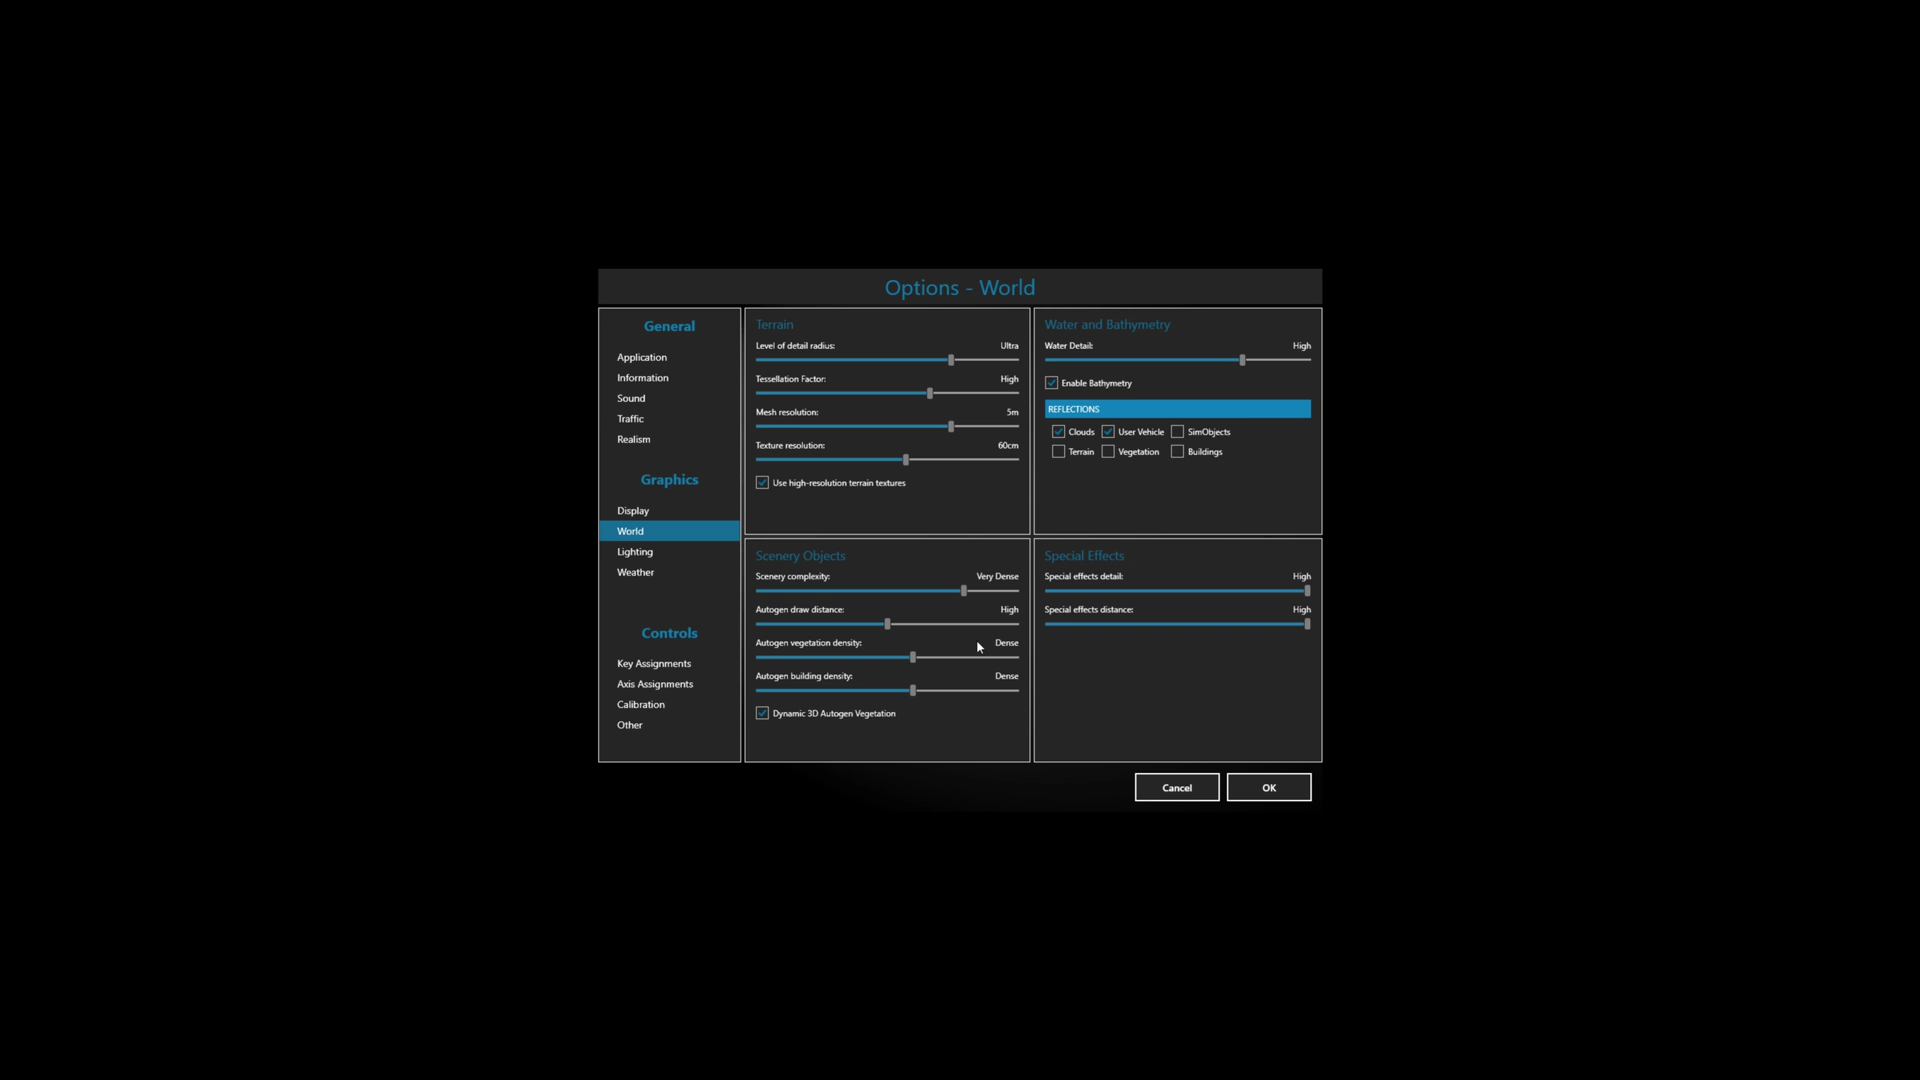 Options - World
General
Application
Information
Sound
Traffic
Realism
Graphics
Display
World
Lighting
Weather
Controls
Key Assignments
Axis Assignments
Calibration
Other
Terrain
Level of detail radius: Ultra
Tessellation Factor: High
Mesh resolution: 5m
Texture resolution: 60cm
Use high-resolution terrain textures
Water and Bathymetry
Water Detail: High
Enable Bathymetry
REFLECTIONS
Clouds User Vehicle SimObjects
Terrain Vegetation Buildings
Scenery Objects
Scenery complexity: Very Dense
Autogen draw distance: High
Autogen vegetation density: Dense
Autogen building density: Dense
Dynamic 3D Autogen Vegetation
Special Effects
Special effects detail: High
Special effects distance: High
Cancel OK